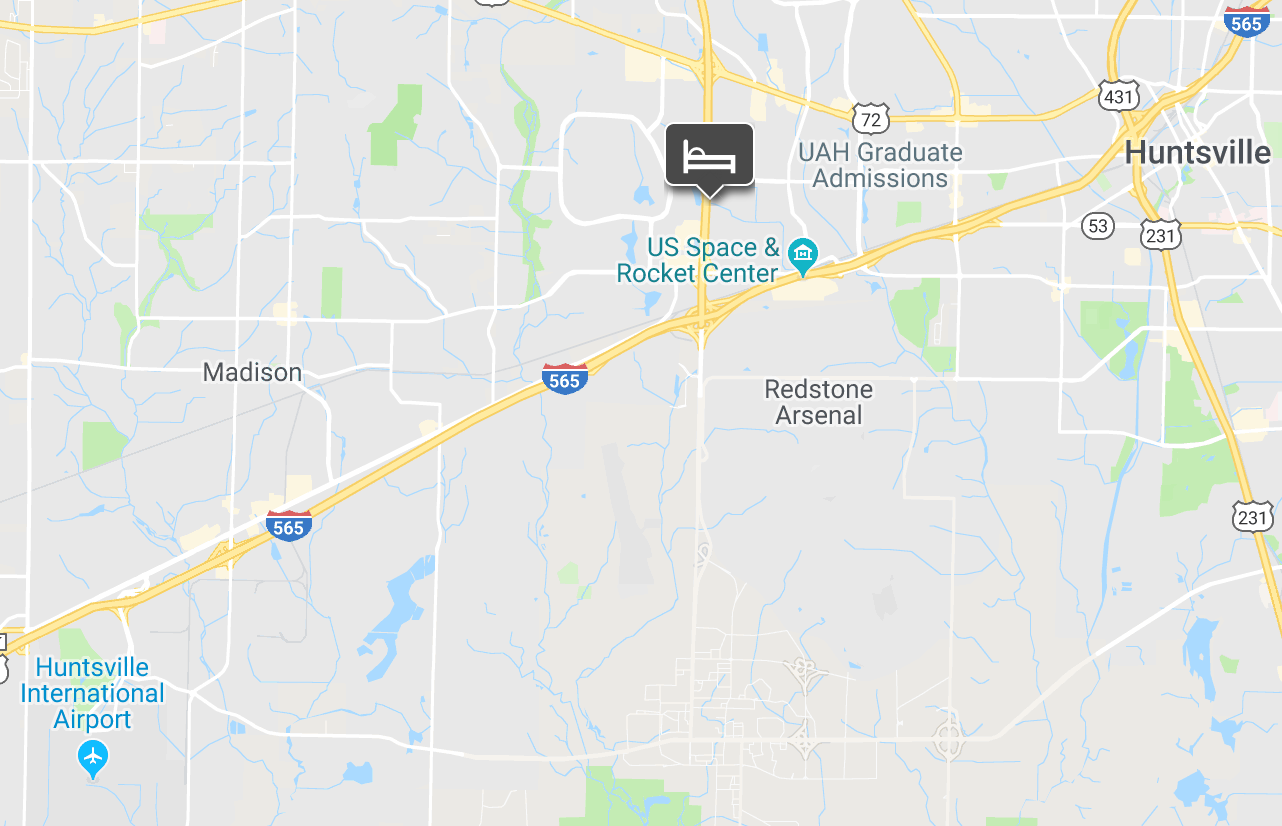 565
431
72
UAH Graduate
Admissions
Huntsville
53
231
US Space &
Rocket Center
Madison
565
Redstone
Arsenal
231
565
Huntsville
International
Airport